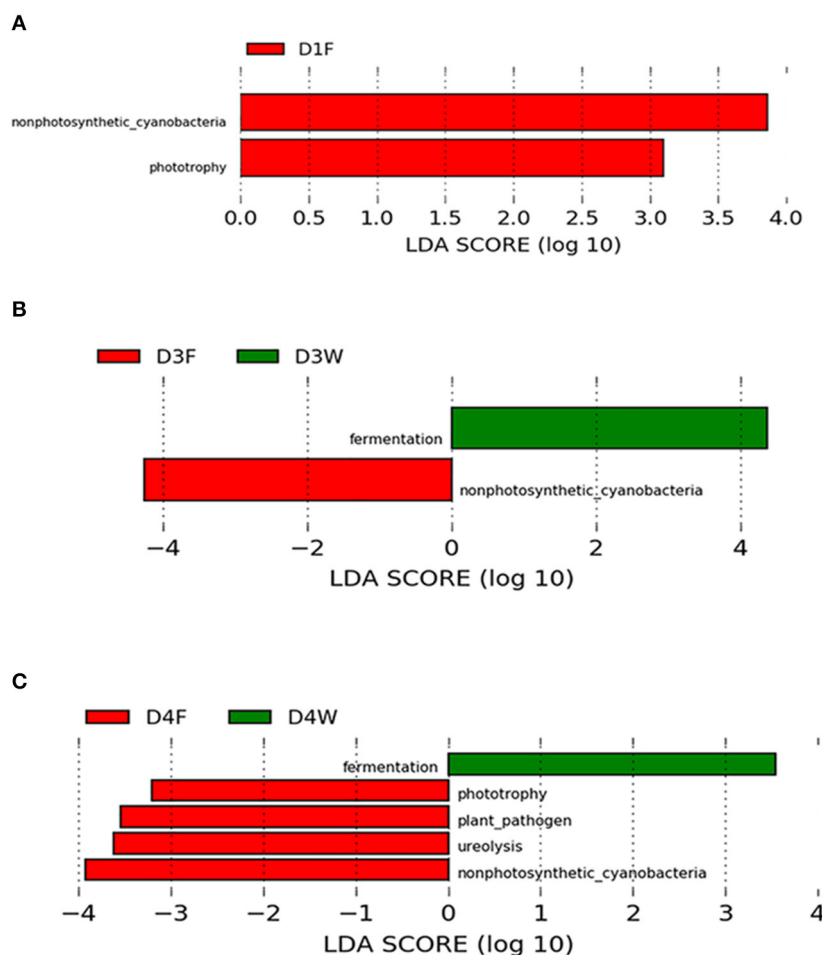 A
D1F
nonphotosynthetic_cyanobacteria
phototrophy
0.0 0.5 1.0 1.5 2.0 2.5 3.0 3.5 4.0
LDA SCORE (log 10)
B
D3F D3W
fermentation
nonphotosynthetic_cyanobacteria
−4 −2 0 2 4
LDA SCORE (log 10)
C
D4F D4W
fermentation
phototrophy
plant_pathogen
ureolysis
nonphotosynthetic_cyanobacteria
−4 −3 −2 −1 0 1 2 3 4
LDA SCORE (log 10)